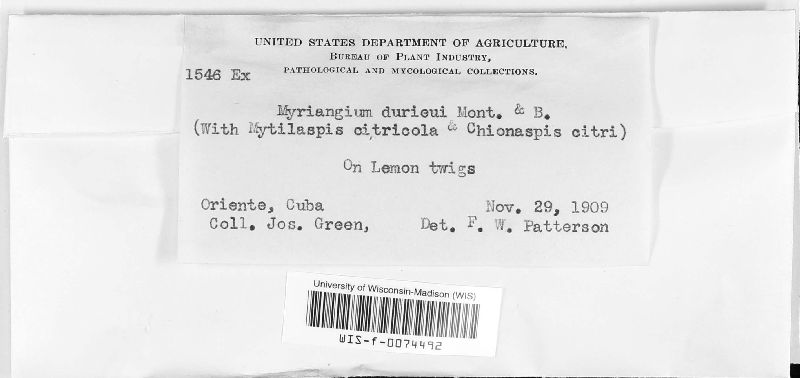 UNITED STATES DEPARTMENT OF AGRICULTURE,
BUREAU OF PLANT INDUSTRY,
PATHOLOGICAL AND MYCOLOGICAL COLLECTIONS.
1546 Ex
Myriangium durieui Mont. & B.
(With Mytilaspis citricola & Chionaspis citri)
On Lemon twigs
Oriente, Cuba Nov. 29, 1909
Coll. Jos. Green, Det. F. W. Patterson
University of Wisconsin-Madison (WIS)
WIS-f-0074492